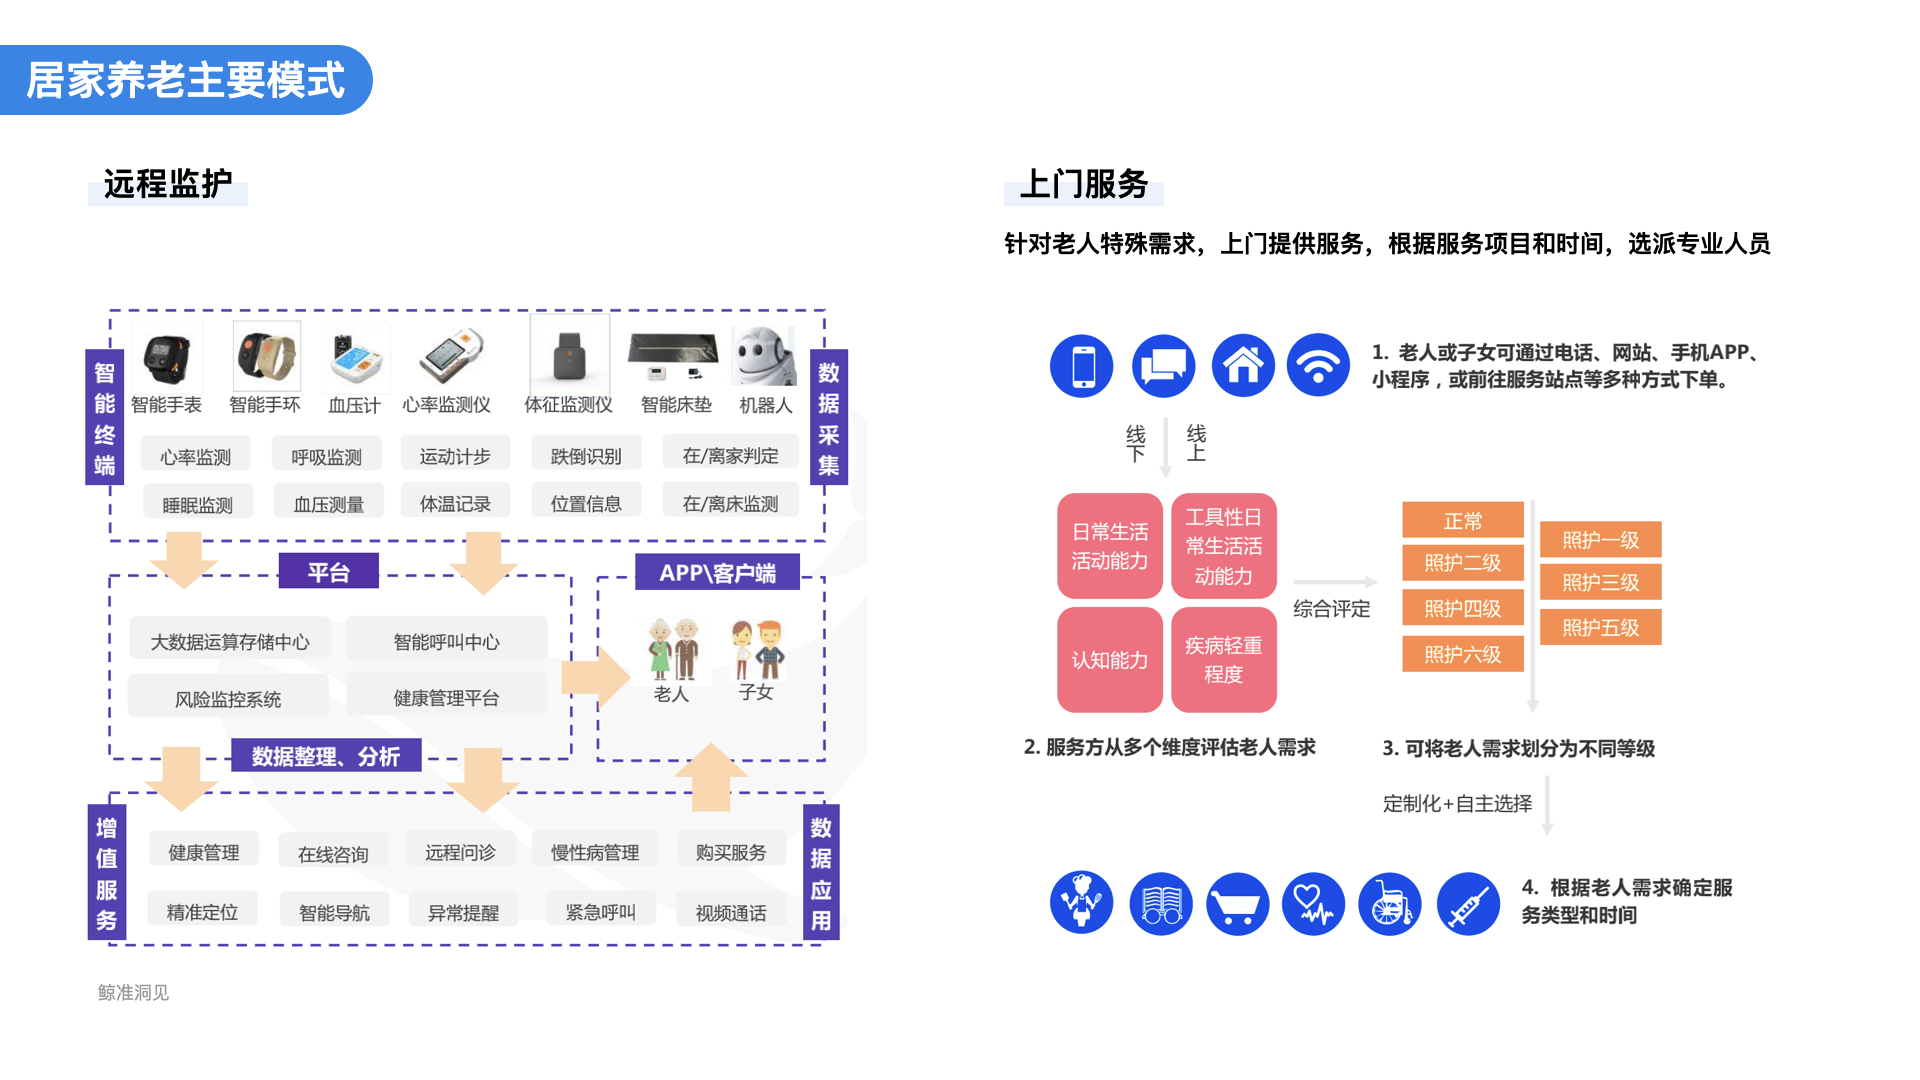 居家养老主要模式
远程监护
智能终端
数据采集
智能手表
智能手环
血压计
心率监测仪
体征监测仪
智能床垫
机器人
心率监测
呼吸监测
运动计步
跌倒识别
在/离家判定
睡眠监测
血压测量
体温记录
位置信息
在/离床监测
平台
APP\客户端
大数据运算存储中心
智能呼叫中心
风险监控系统
健康管理平台
老人
子女
数据整理、分析
增值服务
数据应用
健康管理
在线咨询
远程问诊
慢性病管理
购买服务
精准定位
智能导航
异常提醒
紧急呼叫
视频通话
鲸准洞见
上门服务
针对老人特殊需求，上门提供服务，根据服务项目和时间，选派专业人员
1. 老人或子女可通过电话、网站、手机APP、
小程序，或前往服务站点等多种方式下单。
线下
线上
日常生活
活动能力
工具性日
常生活活
动能力
认知能力
疾病轻重
程度
综合评定
正常
照护一级
照护二级
照护三级
照护四级
照护五级
照护六级
2. 服务方从多个维度评估老人需求
3. 可将老人需求划分为不同等级
定制化+自主选择
4. 根据老人需求确定服
务类型和时间